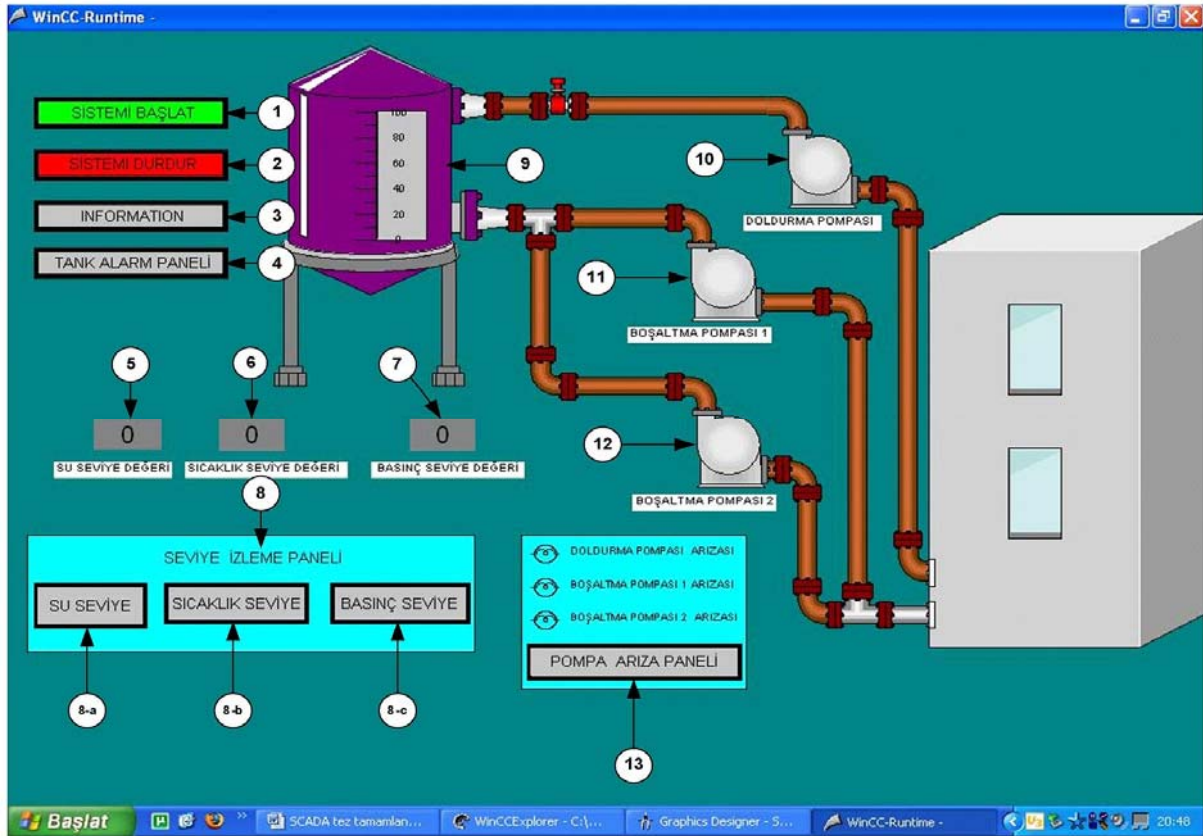 WinCC-Runtime -
SİSTEMİ BAŞLAT
1
SİSTEMİ DURDUR
2
INFORMATION
3
TANK ALARM PANELİ
4
100
80
60
40
20
0
9
10
DOLDURMA POMPASI
11
BOŞALTMA POMPASI 1
12
BOŞALTMA POMPASI 2
5
6
7
0
0
0
SU SEVİYE DEĞERİ
SICAKLIK SEVİYE DEĞERİ
BASINÇ SEVİYE DEĞERİ
8
SEVİYE İZLEME PANELİ
SU SEVİYE
SICAKLIK SEVİYE
BASINÇ SEVİYE
8-a
8-b
8-c
DOLDURMA POMPASI ARIZASI
BOŞALTMA POMPASI 1 ARIZASI
BOŞALTMA POMPASI 2 ARIZASI
POMPA ARIZA PANELİ
13
Başlat
SCADA tez tamamlan...
WinCCExplorer - C:\...
Graphics Designer - S...
WinCC-Runtime -
20:48